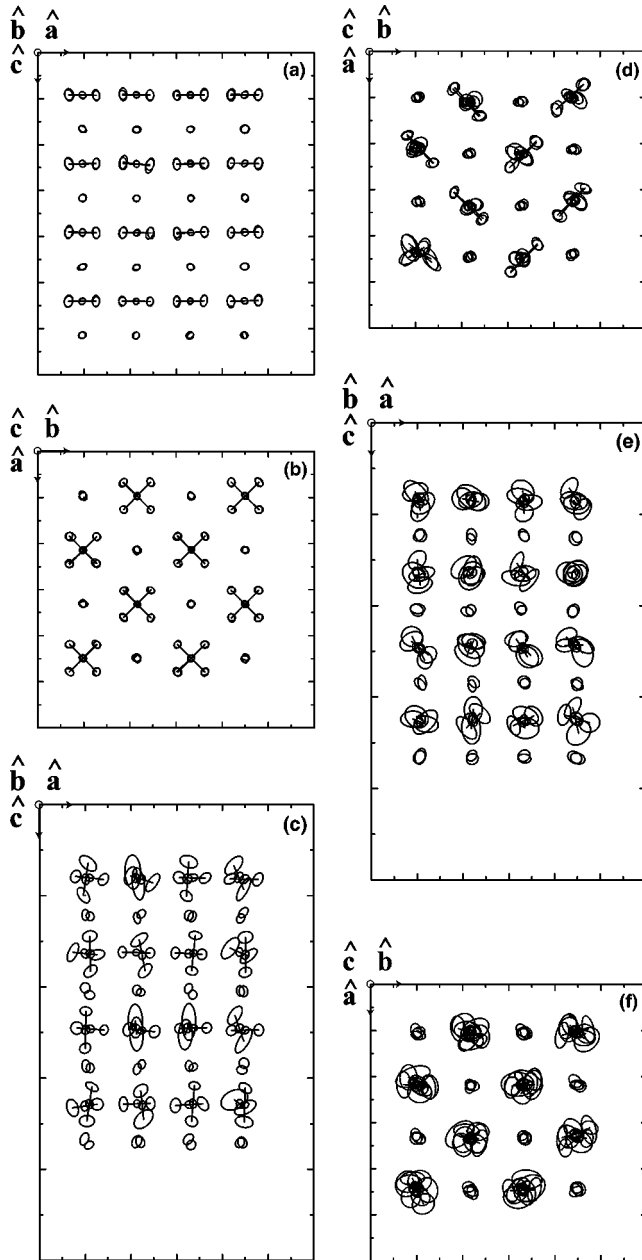 b̂ â
ĉ
(a)
ĉ b̂
â
(b)
b̂ â
ĉ
(c)
ĉ b̂
â
(d)
b̂ â
ĉ
(e)
ĉ b̂
â
(f)